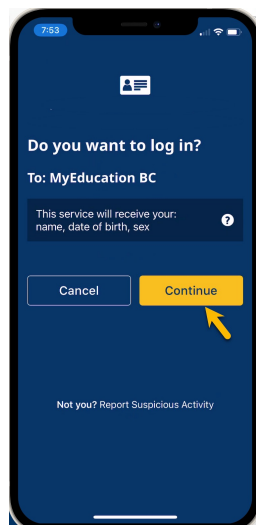 7:53
Do you want to log in?
To: MyEducation BC
This service will receive your:
name, date of birth, sex
?
Cancel
Continue
Not you? Report Suspicious Activity